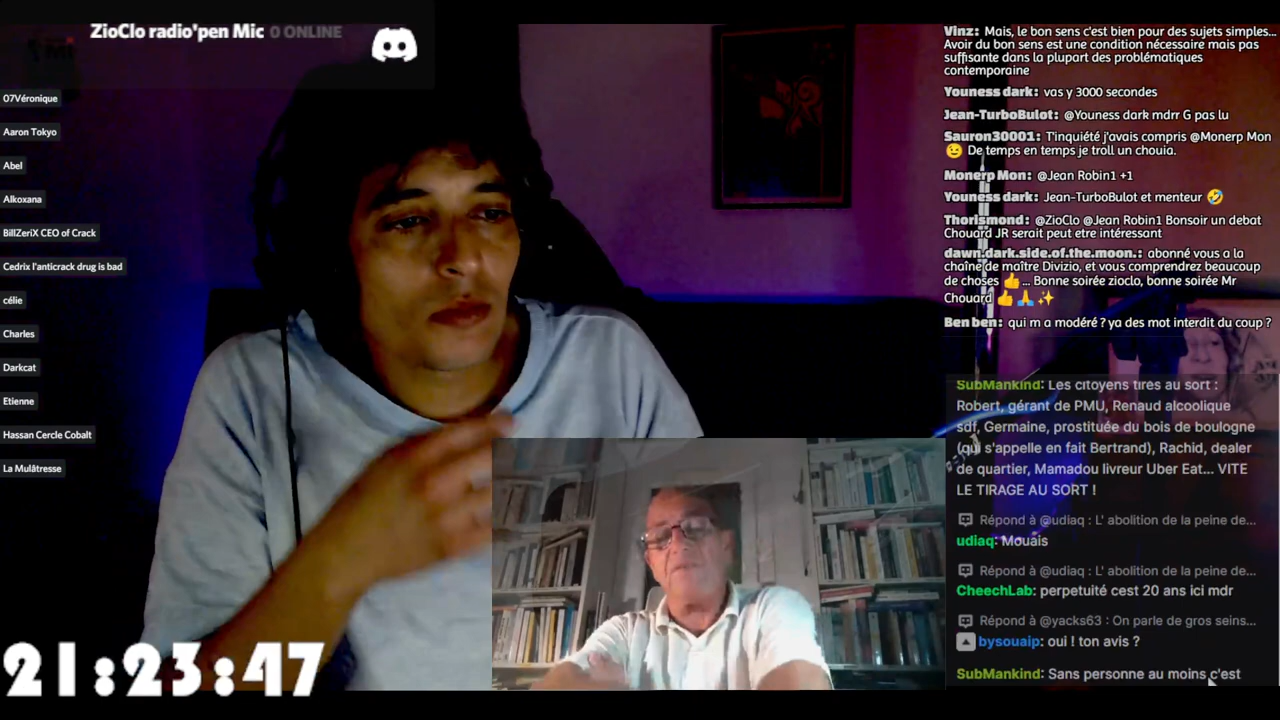 ZioClo radio'pen Mic 0 ONLINE
07Véronique
Aaron Tokyo
Abel
Alkoxana
BillZeriX CEO of Crack
Cedrix l'anticrack drug is bad
célie
Charles
Darkcat
Etienne
Hassan Cercle Cobalt
La Mulâtresse
21:23:47
Vinz: Mais, le bon sens c'est bien pour des sujets simples...
Avoir du bon sens est une condition nécessaire mais pas
suffisante dans la plupart des problématiques
contemporaine
Youness dark: vas y 3000 secondes
Jean-TurboBulot: @Youness dark mdrr G pas lu
Sauron30001: T'inquiété j'avais compris @Monerp Mon
😉 De temps en temps je troll un chouia.
Monerp Mon: @Jean Robin1 +1
Youness dark: Jean-TurboBulot et menteur 🤣
Thorismond: @ZioClo @Jean Robin1 Bonsoir un debat
Chouard JR serait peut etre intéressant
dawn.dark.side.of.the.moon.: abonné vous a la
chaîne de maître Divizio, et vous comprendrez beaucoup
de choses 👍... Bonne soirée zioclo, bonne soirée Mr
Chouard 👍🙏✨
Ben ben: qui m a modéré ? ya des mot interdit du coup ?
SubMankind: Les citoyens tirés au sort :
Robert, gérant de PMU, Renaud alcoolique
sdf, Germaine, prostituée du bois de boulogne
(qui s'appelle en fait Bertrand), Rachid, dealer
de quartier, Mamadou livreur Uber Eat... VITE
LE TIRAGE AU SORT !
Répond à @udiaq : L' abolition de la peine de...
udiaq: Mouais
Répond à @udiaq : L' abolition de la peine de...
CheechLab: perpetuité cest 20 ans ici mdr
Répond à @yacks63 : On parle de gros seins...
bysouaip: oui ! ton avis ?
SubMankind: Sans personne au moins c'est